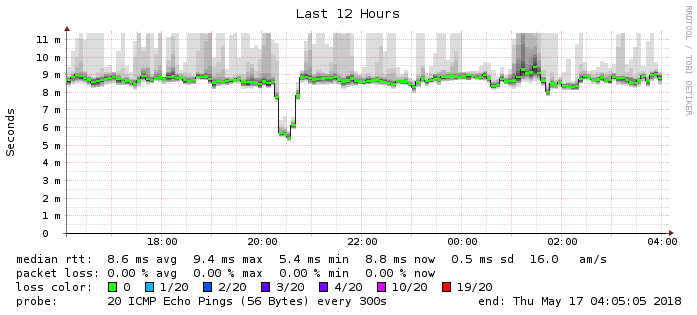 Last 12 Hours
RRDTOOL / TOBI OETIKER
Seconds
11 m
10 m
9 m
8 m
7 m
6 m
5 m
4 m
3 m
2 m
1 m
0
18:00 20:00 22:00 00:00 02:00 04:00
median rtt: 8.6 ms avg 9.4 ms max 5.4 ms min 8.8 ms now 0.5 ms sd 16.0 am/s
packet loss: 0.00 % avg 0.00 % max 0.00 % min 0.00 % now
loss color: 0 1/20 2/20 3/20 4/20 10/20 19/20
probe: 20 ICMP Echo Pings (56 Bytes) every 300s end: Thu May 17 04:05:05 2018